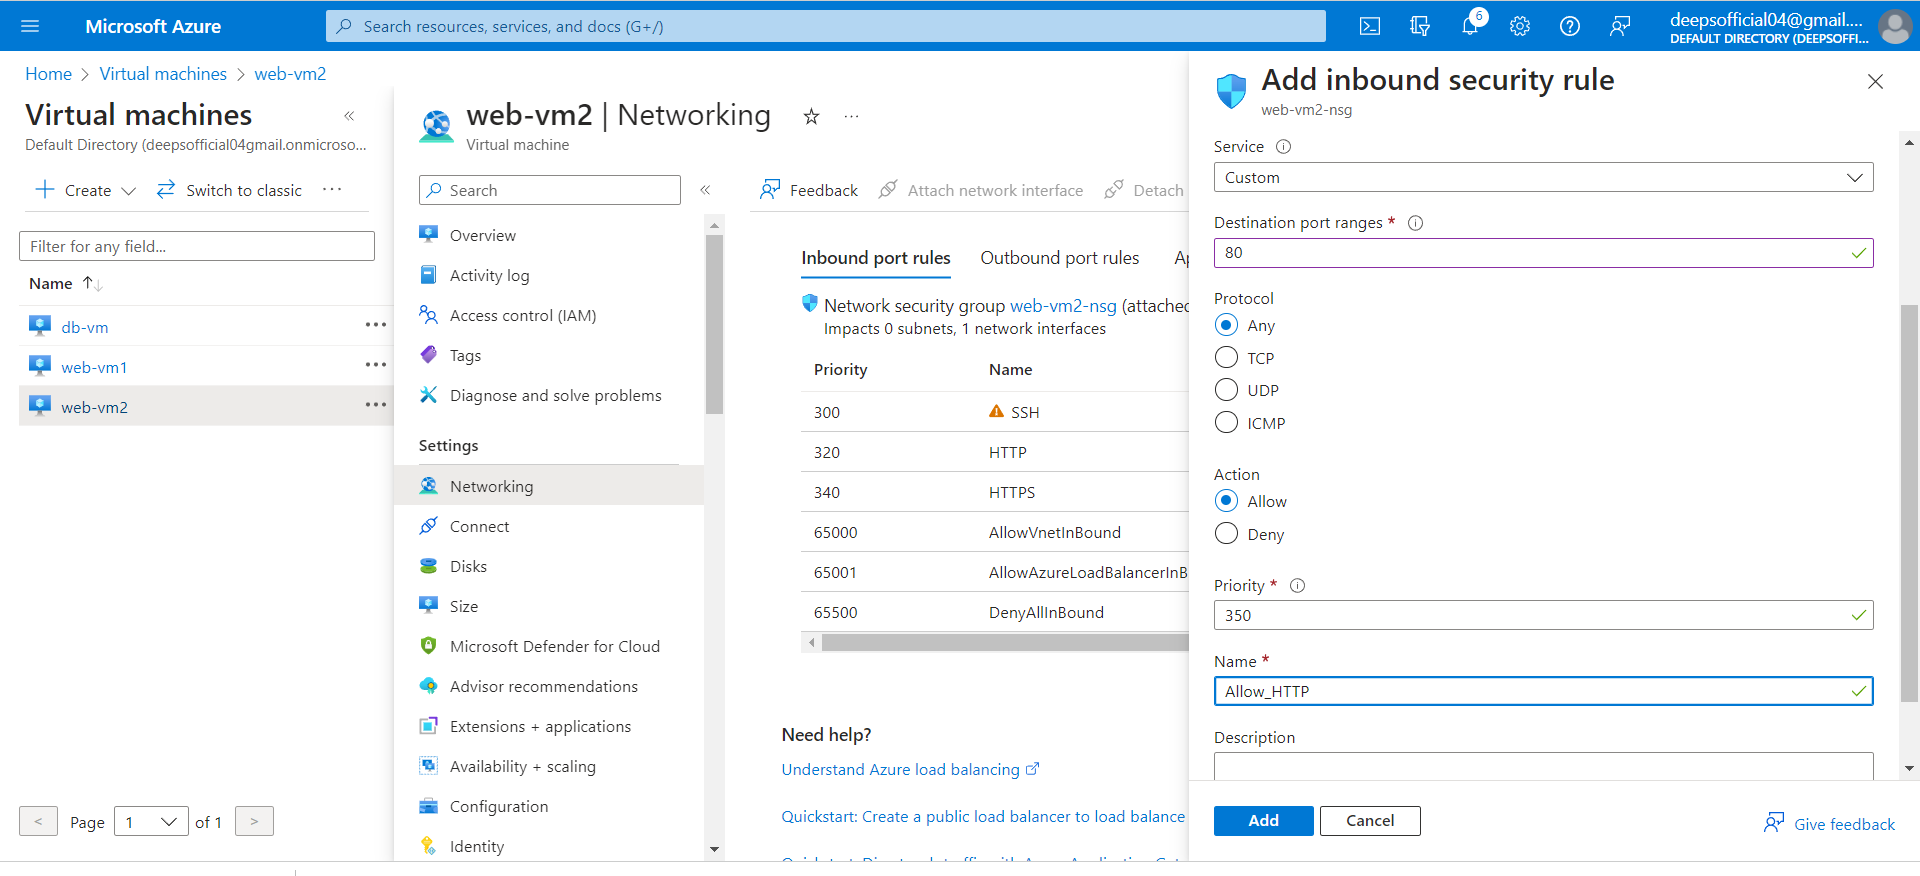 Microsoft Azure
Search resources, services, and docs (G+/)
6
deepsofficial04@gmail....
DEFAULT DIRECTORY (DEEPSOFFI...
Home > Virtual machines > web-vm2
Virtual machines
Default Directory (deepsofficial04gmail.onmicroso...
Create
Switch to classic
Filter for any field...
Name
db-vm
web-vm1
web-vm2
< Page 1 of 1 >
web-vm2 | Networking
Virtual machine
Search
Overview
Activity log
Access control (IAM)
Tags
Diagnose and solve problems
Settings
Networking
Connect
Disks
Size
Microsoft Defender for Cloud
Advisor recommendations
Extensions + applications
Availability + scaling
Configuration
Identity
Feedback
Attach network interface
Detach
Inbound port rules
Outbound port rules
Ap
Network security group web-vm2-nsg (attached
Impacts 0 subnets, 1 network interfaces
Priority Name
300 SSH
320 HTTP
340 HTTPS
65000 AllowVnetInBound
65001 AllowAzureLoadBalancerInB
65500 DenyAllInBound
Need help?
Understand Azure load balancing
Quickstart: Create a public load balancer to load balance
Add inbound security rule
web-vm2-nsg
Service
Custom
Destination port ranges *
80
Protocol
Any
TCP
UDP
ICMP
Action
Allow
Deny
Priority *
350
Name *
Allow_HTTP
Description
Add
Cancel
Give feedback